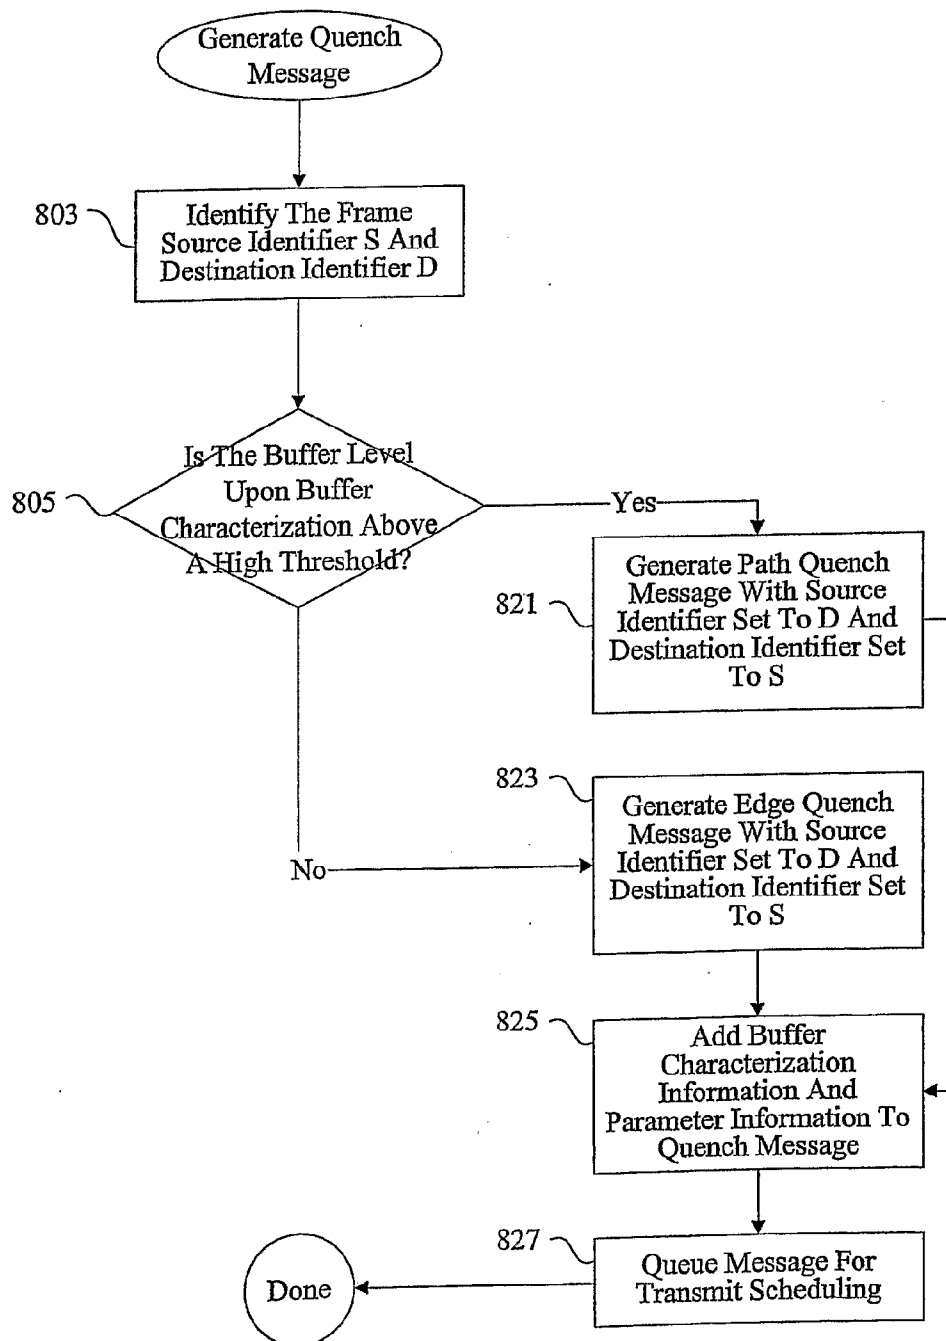 Generate Quench
Message
803
Identify The Frame
Source Identifier S And
Destination Identifier D
805
Is The Buffer Level
Upon Buffer
Characterization Above
A High Threshold?
Yes
821
Generate Path Quench
Message With Source
Identifier Set To D And
Destination Identifier Set
To S
823
Generate Edge Quench
Message With Source
Identifier Set To D And
Destination Identifier Set
To S
No
825
Add Buffer
Characterization
Information And
Parameter Information To
Quench Message
827
Queue Message For
Transmit Scheduling
Done